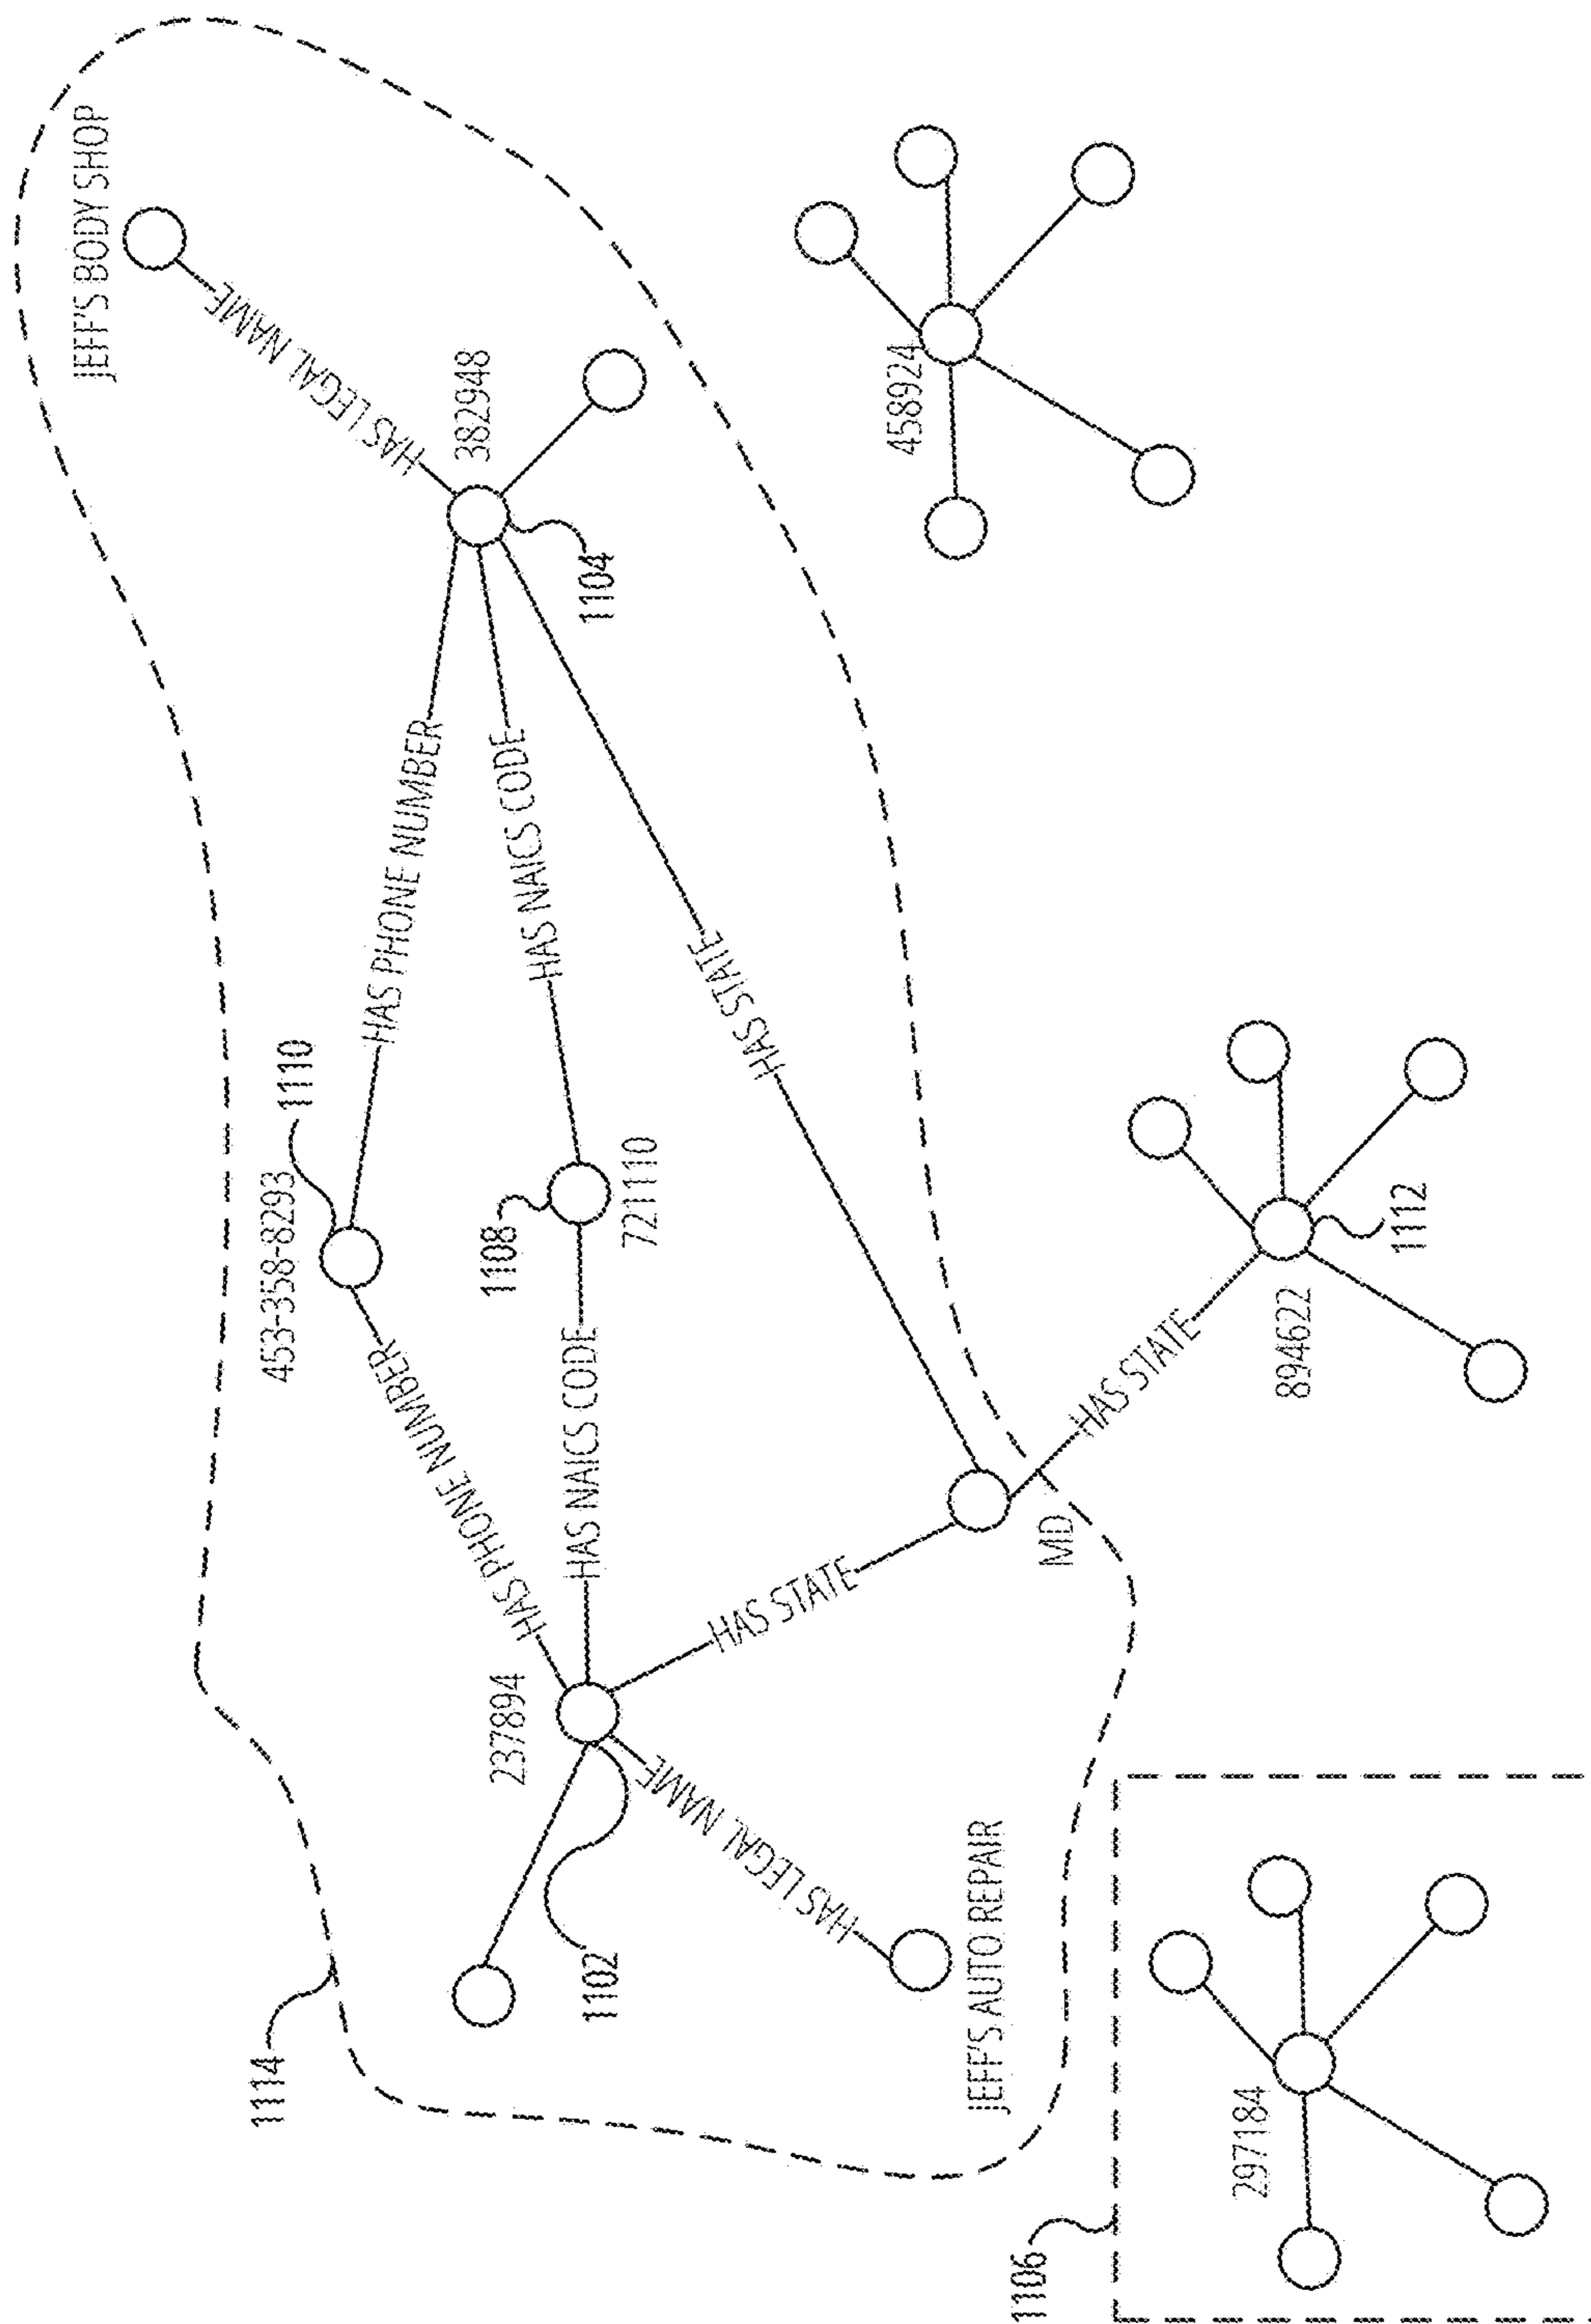 1114
453-358-8293
1110
JEFF'S BODY SHOP
HAS PHONE NUMBER
HAS PHONE NUMBER
HAS LEGAL NAME
237894
1108
382948
HAS NAICS CODE
HAS NAICS CODE
1102
721110
1104
HAS LEGAL NAME
HAS STATE
HAS STATE
JEFF'S AUTO REPAIR
MD
458924
1106
HAS STATE
297184
894622
1112